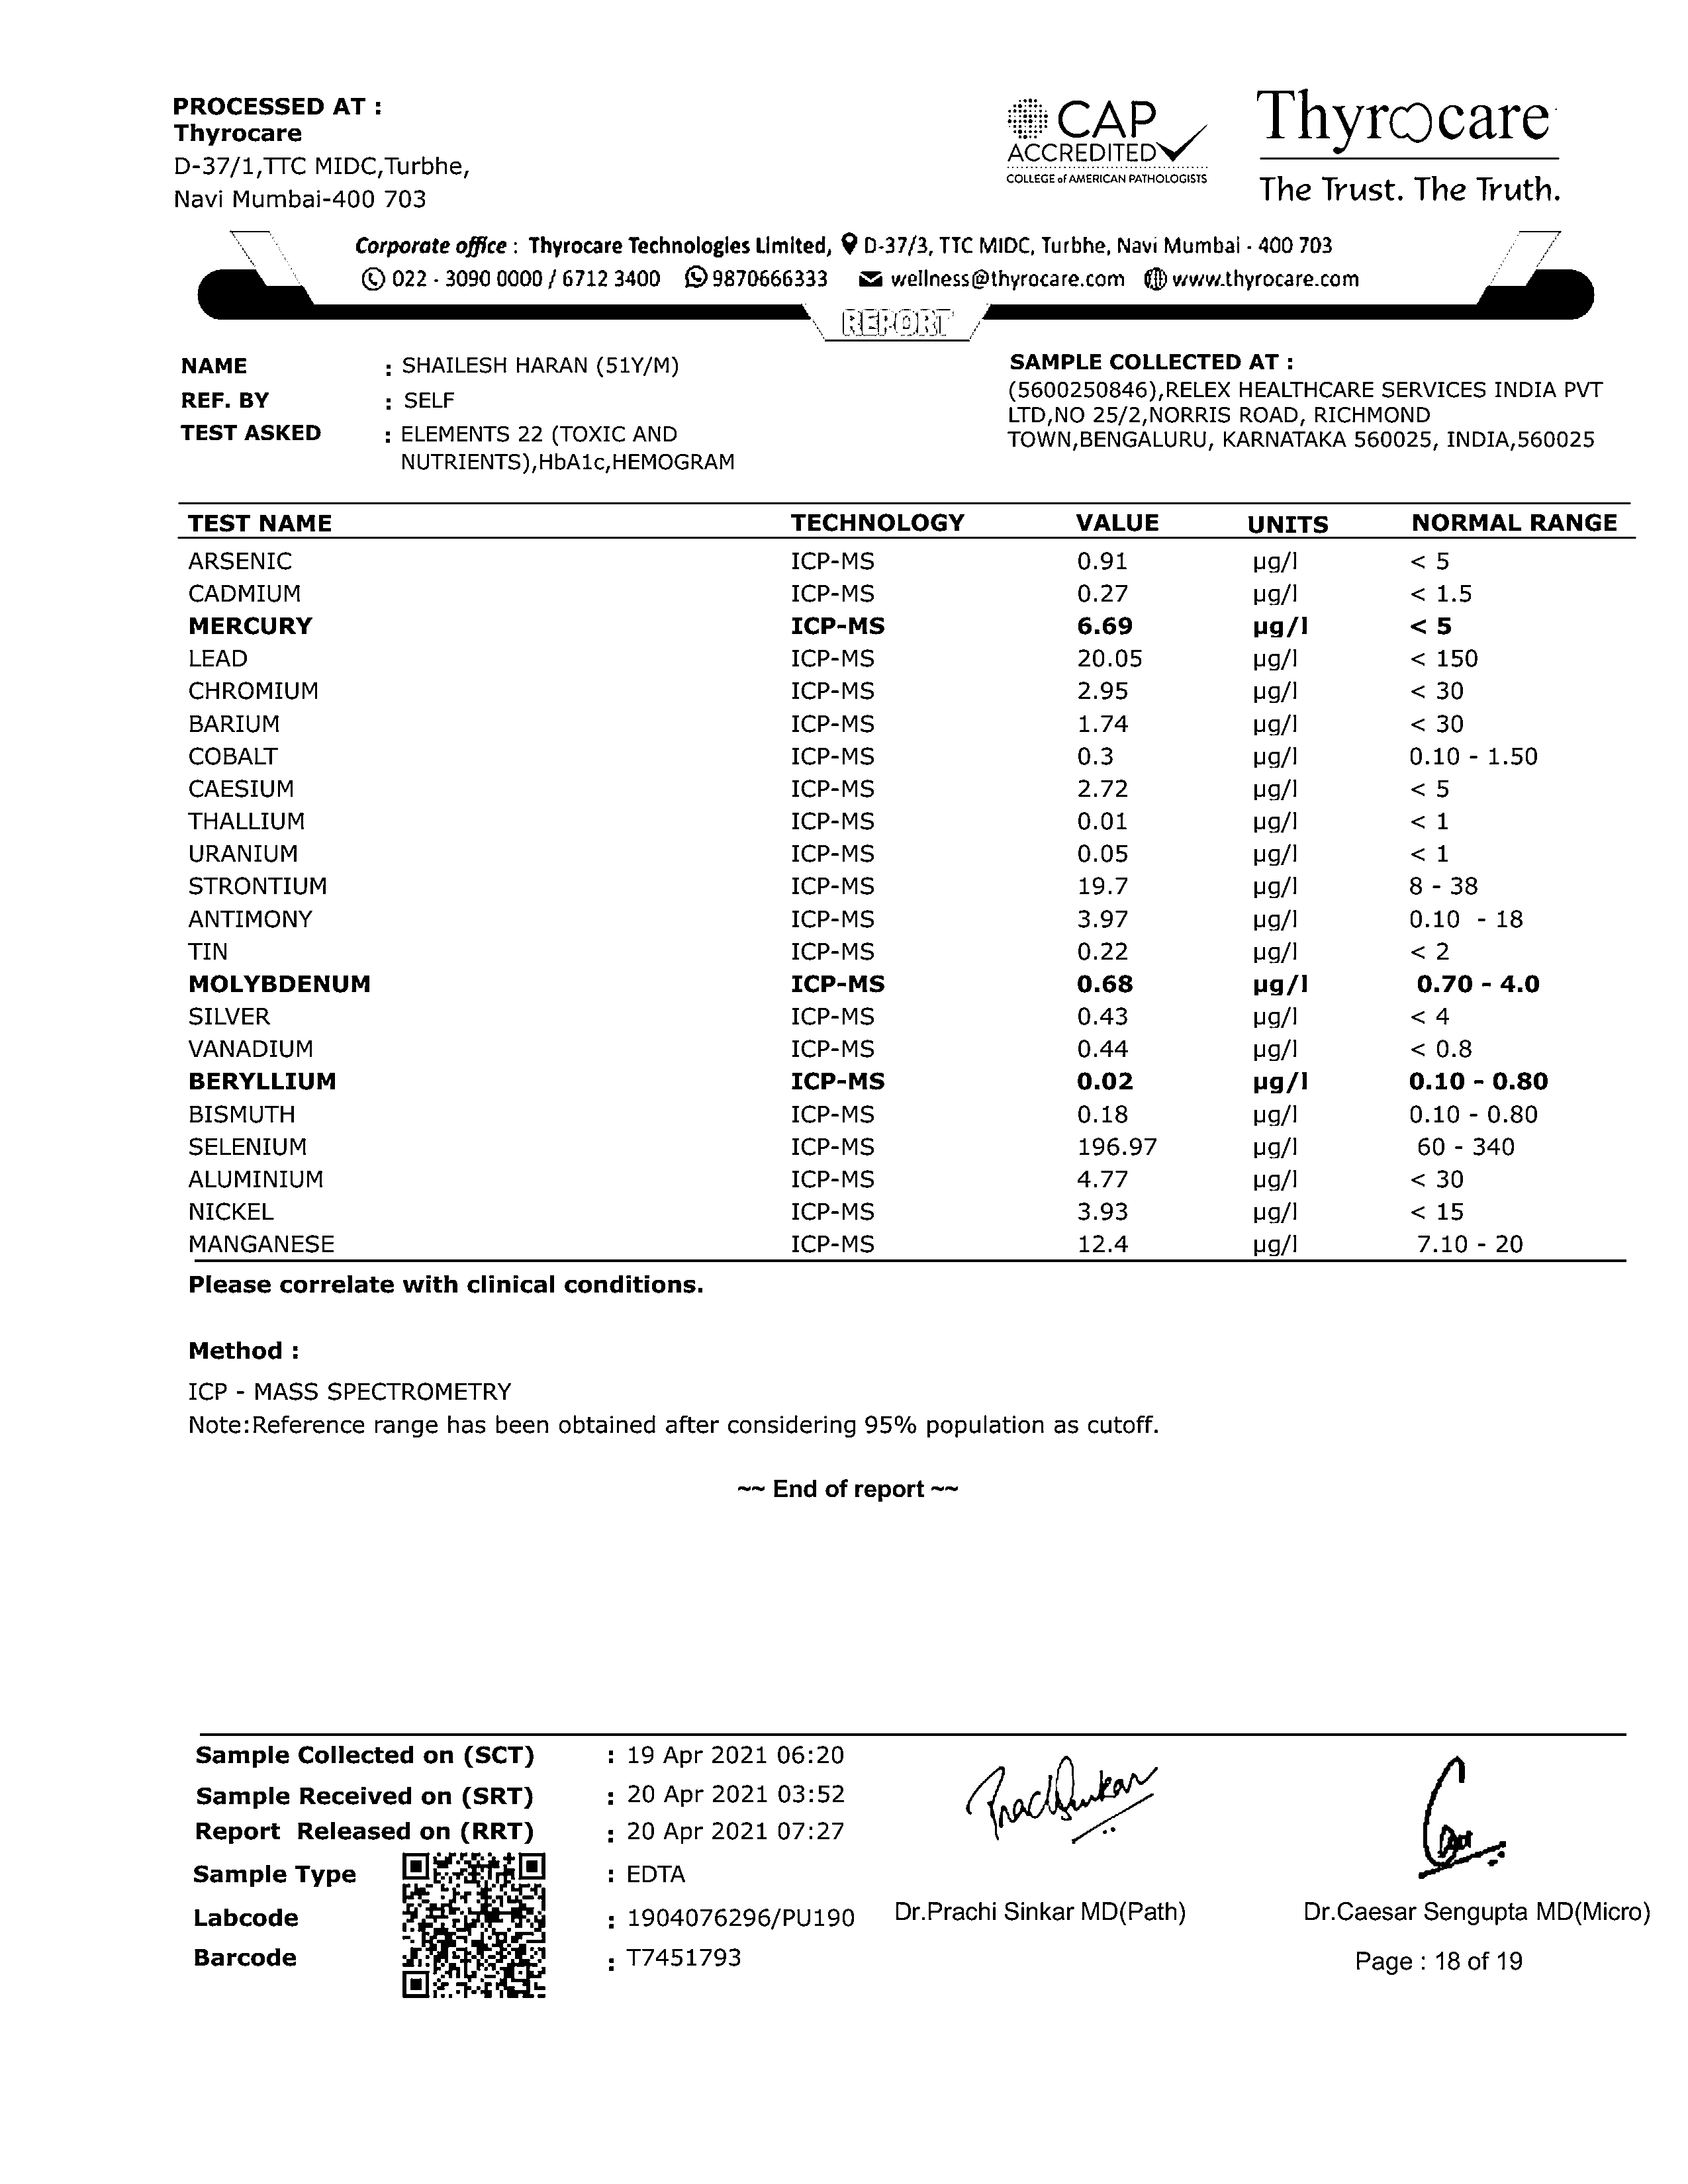 PROCESSED AT :
Thyrocare
D-37/1,TTC MIDC,Turbhe,
Navi Mumbai-400 703
CAP
ACCREDITED
COLLEGE of AMERICAN PATHOLOGISTS
Thyrocare
The Trust. The Truth.
Corporate office : Thyrocare Technologies Limited, D-37/3, TTC MIDC, Turbhe, Navi Mumbai - 400 703
022 - 3090 0000 / 6712 3400 9870666333 wellness@thyrocare.com www.thyrocare.com
REPORT
NAME : SHAILESH HARAN (51Y/M)
REF. BY : SELF
TEST ASKED : ELEMENTS 22 (TOXIC AND
NUTRIENTS),HbA1c,HEMOGRAM
SAMPLE COLLECTED AT :
(5600250846),RELEX HEALTHCARE SERVICES INDIA PVT
LTD,NO 25/2,NORRIS ROAD, RICHMOND
TOWN,BENGALURU, KARNATAKA 560025, INDIA,560025
TEST NAME TECHNOLOGY VALUE UNITS NORMAL RANGE
ARSENIC ICP-MS 0.91 µg/l < 5
CADMIUM ICP-MS 0.27 µg/l < 1.5
MERCURY ICP-MS 6.69 µg/l < 5
LEAD ICP-MS 20.05 µg/l < 150
CHROMIUM ICP-MS 2.95 µg/l < 30
BARIUM ICP-MS 1.74 µg/l < 30
COBALT ICP-MS 0.3 µg/l 0.10 - 1.50
CAESIUM ICP-MS 2.72 µg/l < 5
THALLIUM ICP-MS 0.01 µg/l < 1
URANIUM ICP-MS 0.05 µg/l < 1
STRONTIUM ICP-MS 19.7 µg/l 8 - 38
ANTIMONY ICP-MS 3.97 µg/l 0.10 - 18
TIN ICP-MS 0.22 µg/l < 2
MOLYBDENUM ICP-MS 0.68 µg/l 0.70 - 4.0
SILVER ICP-MS 0.43 µg/l < 4
VANADIUM ICP-MS 0.44 µg/l < 0.8
BERYLLIUM ICP-MS 0.02 µg/l 0.10 - 0.80
BISMUTH ICP-MS 0.18 µg/l 0.10 - 0.80
SELENIUM ICP-MS 196.97 µg/l 60 - 340
ALUMINIUM ICP-MS 4.77 µg/l < 30
NICKEL ICP-MS 3.93 µg/l < 15
MANGANESE ICP-MS 12.4 µg/l 7.10 - 20
Please correlate with clinical conditions.
Method :
ICP - MASS SPECTROMETRY
Note:Reference range has been obtained after considering 95% population as cutoff.
~~ End of report ~~
Sample Collected on (SCT) : 19 Apr 2021 06:20
Sample Received on (SRT) : 20 Apr 2021 03:52
Report Released on (RRT) : 20 Apr 2021 07:27
Sample Type : EDTA
Labcode : 1904076296/PU190
Barcode : T7451793
Dr.Prachi Sinkar MD(Path)
Dr.Caesar Sengupta MD(Micro)
Page : 18 of 19